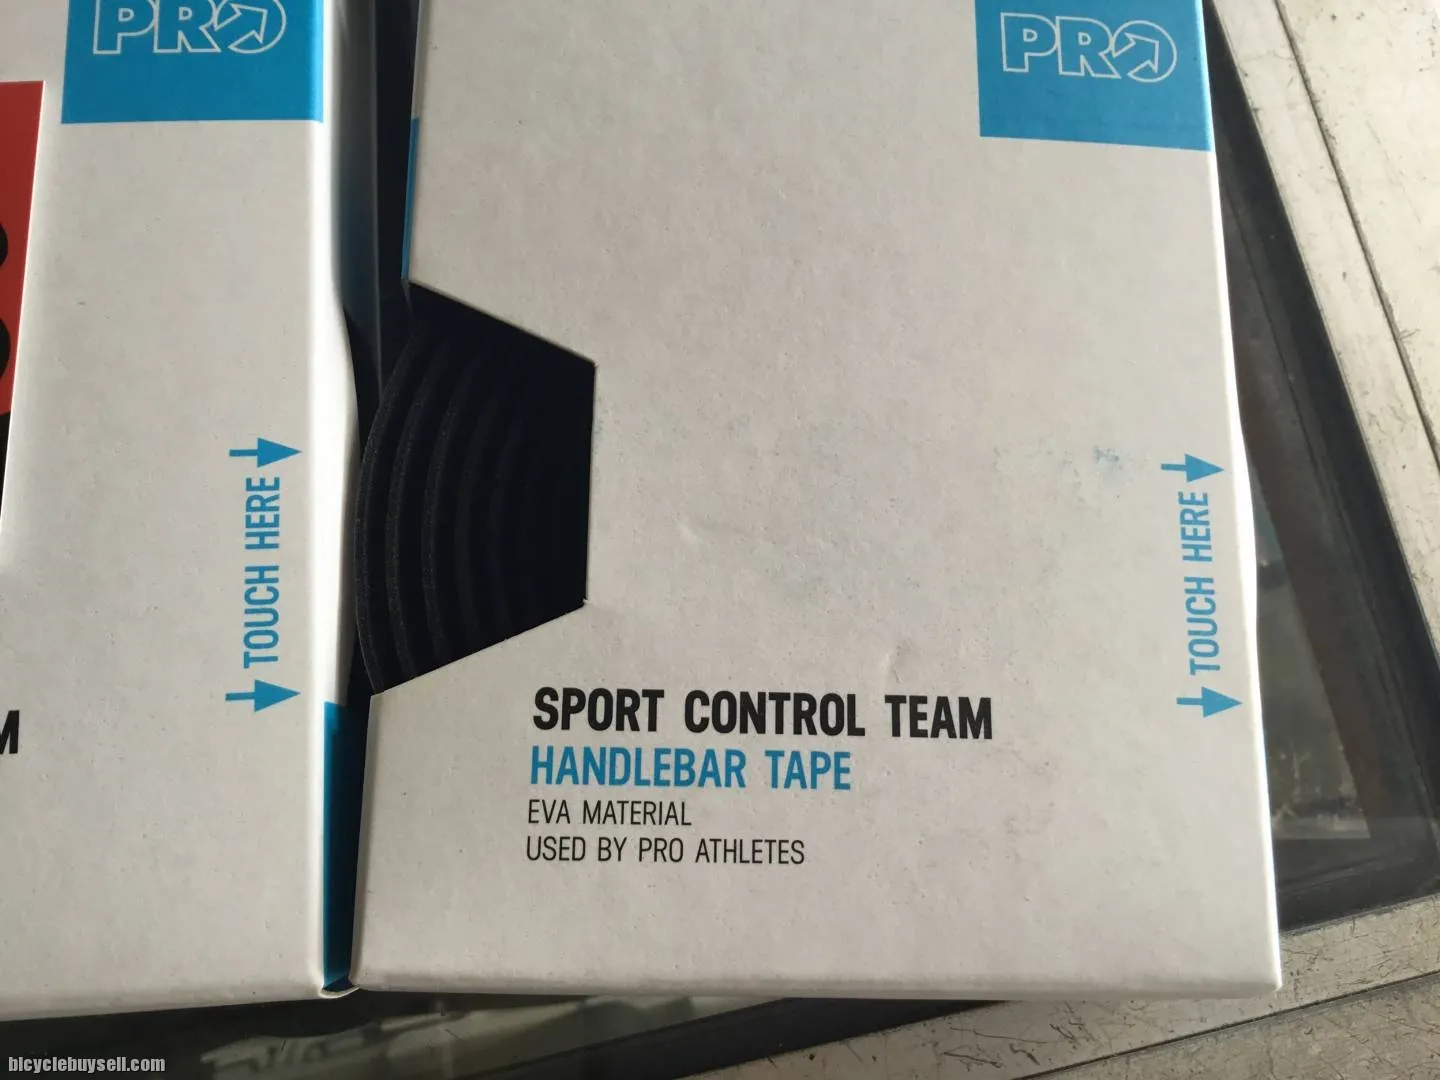 PRO
PRO
TOUCH HERE
TOUCH HERE
M
SPORT CONTROL TEAM
HANDLEBAR TAPE
EVA MATERIAL
USED BY PRO ATHLETES
bicyclebuysell.com